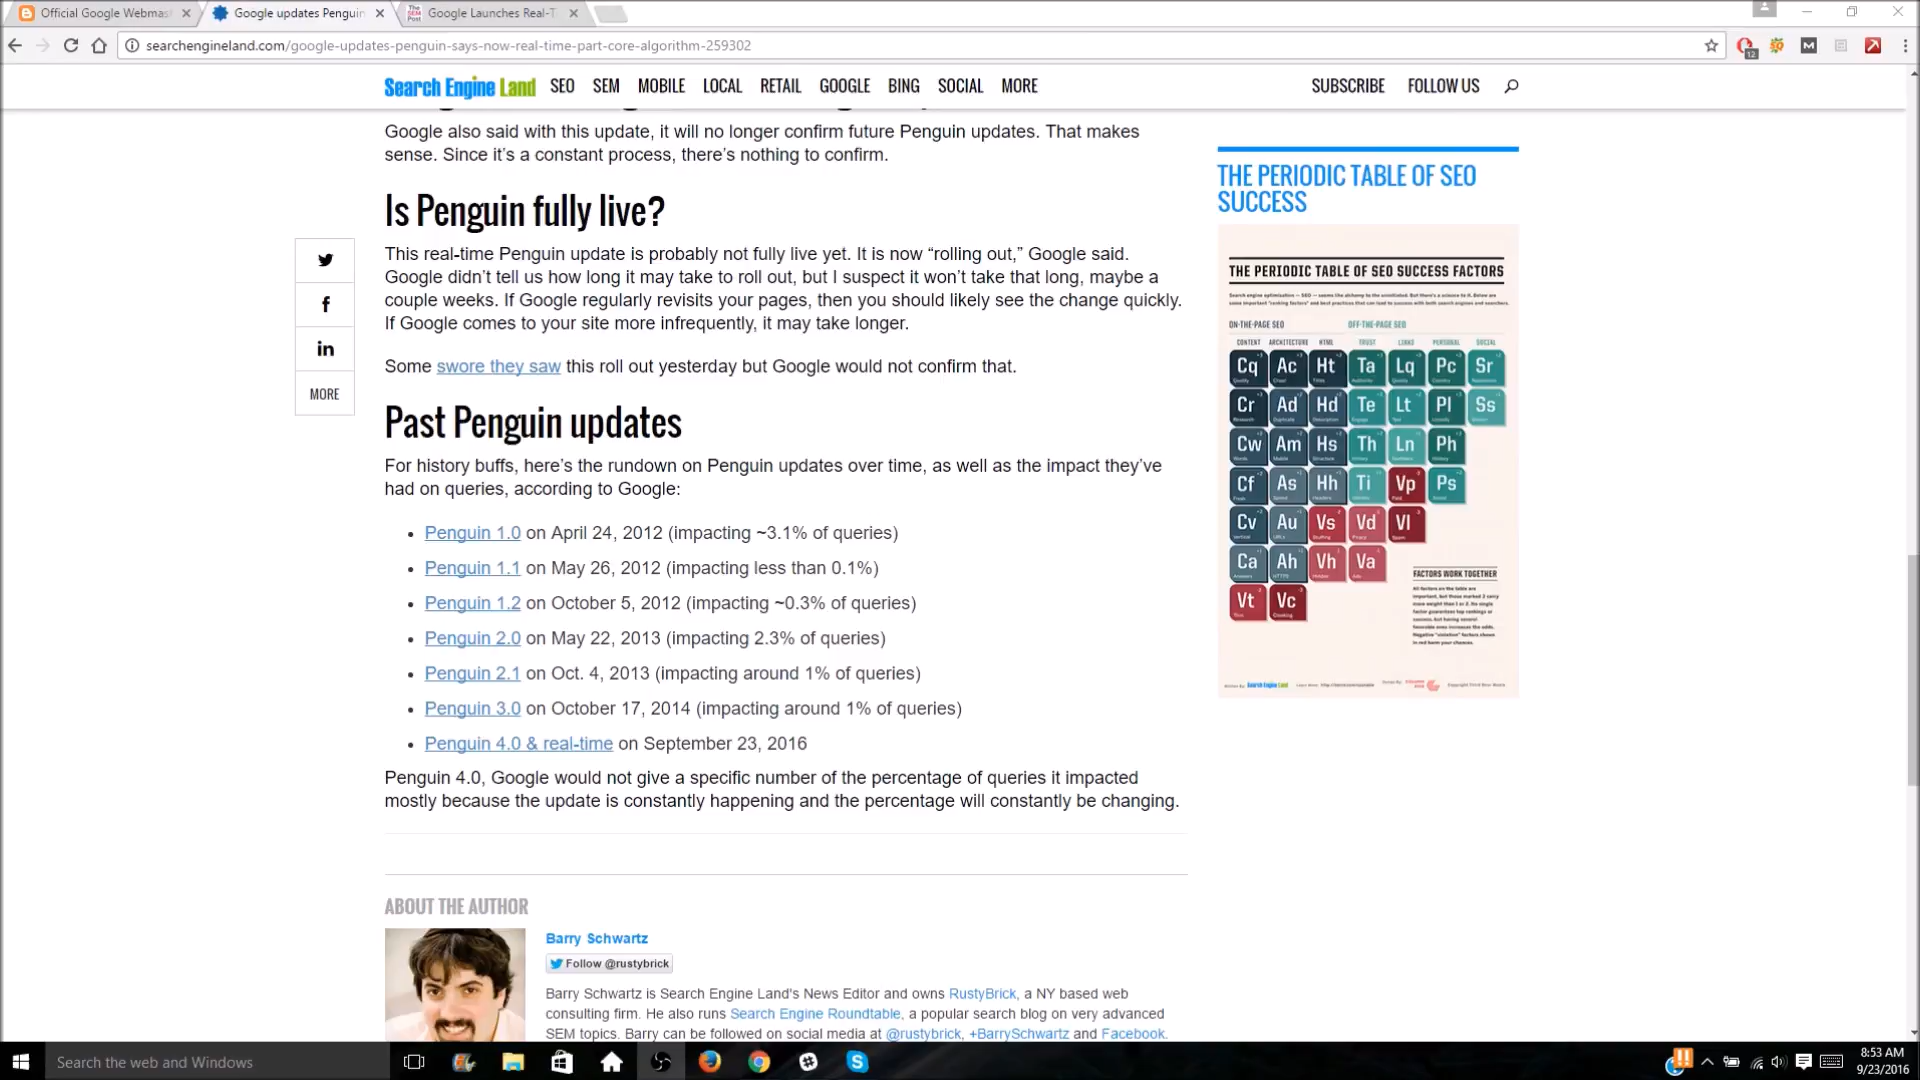 Official Google Webmas
Google updates Penguin
The SEM Post
Google Launches Real-T
searchengineland.com/google-updates-penguin-says-now-real-time-part-core-algorithm-259302
12
M
Search Engine Land
SEO
SEM
MOBILE
LOCAL
RETAIL
GOOGLE
BING
SOCIAL
MORE
SUBSCRIBE
FOLLOW US
Google also said with this update, it will no longer confirm future Penguin updates. That makes
sense. Since it's a constant process, there's nothing to confirm.
Is Penguin fully live?
This real-time Penguin update is probably not fully live yet. It is now “rolling out,” Google said.
Google didn't tell us how long it may take to roll out, but I suspect it won't take that long, maybe a
couple weeks. If Google regularly revisits your pages, then you should likely see the change quickly.
If Google comes to your site more infrequently, it may take longer.
Some swore they saw this roll out yesterday but Google would not confirm that.
MORE
Past Penguin updates
For history buffs, here's the rundown on Penguin updates over time, as well as the impact they've
had on queries, according to Google:
• Penguin 1.0 on April 24, 2012 (impacting ~3.1% of queries)
• Penguin 1.1 on May 26, 2012 (impacting less than 0.1%)
• Penguin 1.2 on October 5, 2012 (impacting ~0.3% of queries)
• Penguin 2.0 on May 22, 2013 (impacting 2.3% of queries)
• Penguin 2.1 on Oct. 4, 2013 (impacting around 1% of queries)
• Penguin 3.0 on October 17, 2014 (impacting around 1% of queries)
• Penguin 4.0 & real-time on September 23, 2016
Penguin 4.0, Google would not give a specific number of the percentage of queries it impacted
mostly because the update is constantly happening and the percentage will constantly be changing.
ABOUT THE AUTHOR
Barry Schwartz
Follow @rustybrick
Barry Schwartz is Search Engine Land's News Editor and owns RustyBrick, a NY based web
consulting firm. He also runs Search Engine Roundtable, a popular search blog on very advanced
SEM topics. Barry can be followed on social media at @rustybrick, +BarrySchwartz and Facebook.
THE PERIODIC TABLE OF SEO
SUCCESS
THE PERIODIC TABLE OF SEO SUCCESS FACTORS
ON-THE-PAGE SEO
OFF-THE-PAGE SEO
CONTENT ARCHITECTURE HTML TRUST LINKS PERSONAL SOCIAL
Cq Ac Ht Ta Lq Pc Sr
Cr Ad Hd Te Lt Pl Ss
Cw Am Hs Th Ln Ph
Cf As Hh Ti Vp Ps
Cv Au Vs Vd Vl
Ca Ah Vh Va
Vt Vc
FACTORS WORK TOGETHER
Search Engine Land
Search the web and Windows
8:53 AM
9/23/2016